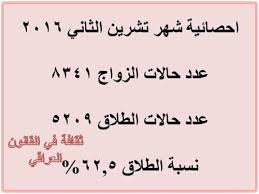 احصائية شهر تشرين الثاني ٢٠١٦
عدد حالات الزواج ٨٣٤١
عدد حالات الطلاق ٥٢٠٩
ثقافة في القانون
العراقي
نسبة الطلاق ٦٢,٥%